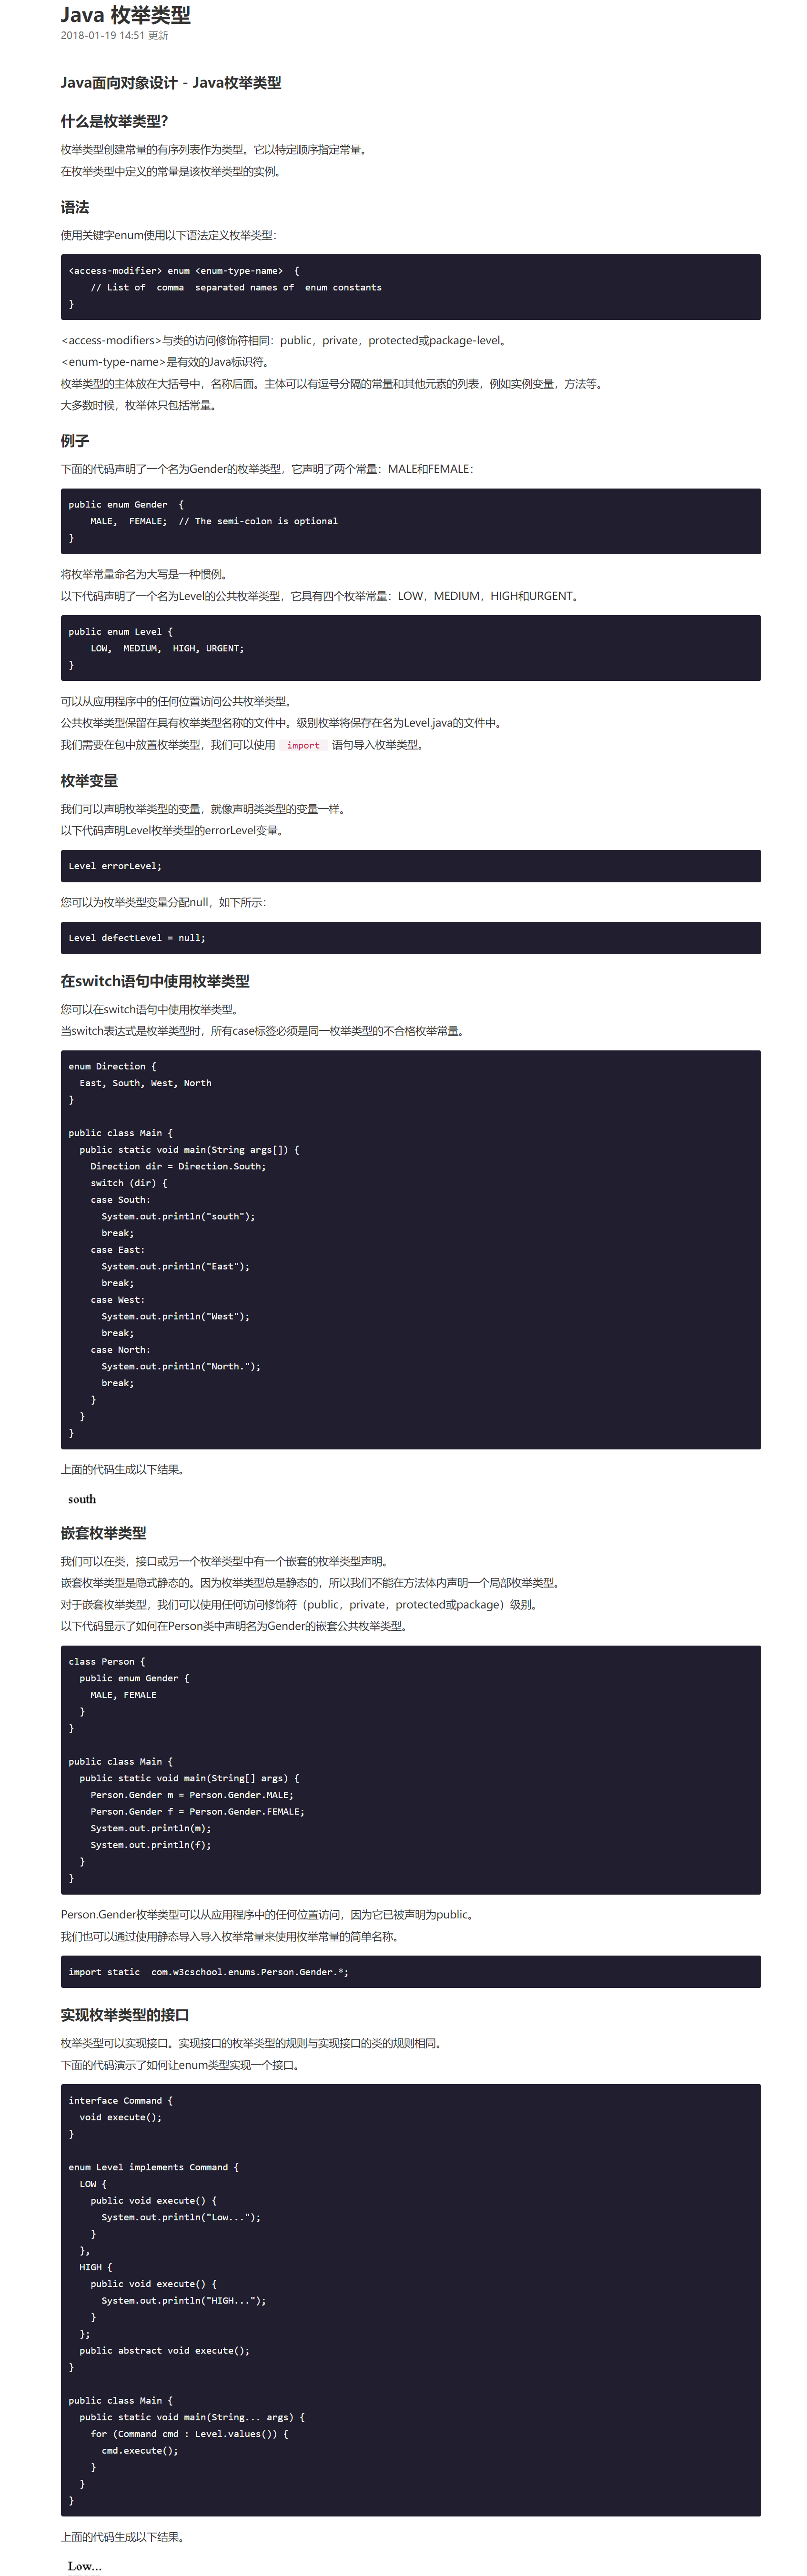 Java 枚举类型
2018-01-19 14:51 更新
Java面向对象设计 - Java枚举类型
什么是枚举类型？
枚举类型创建常量的有序列表作为类型。它以特定顺序指定常量。
在枚举类型中定义的常量是该枚举类型的实例。
语法
使用关键字enum使用以下语法定义枚举类型：
<access-modifier> enum <enum-type-name>  {
    // List of  comma  separated names of  enum constants
}
<access-modifiers>与类的访问修饰符相同：public，private，protected或package-level。
<enum-type-name>是有效的Java标识符。
枚举类型的主体放在大括号中，名称后面。主体可以有逗号分隔的常量和其他元素的列表，例如实例变量，方法等。
大多数时候，枚举体只包括常量。
例子
下面的代码声明了一个名为Gender的枚举类型，它声明了两个常量：MALE和FEMALE：
public enum Gender  {
    MALE,  FEMALE;  // The semi-colon is optional
}
将枚举常量命名为大写是一种惯例。
以下代码声明了一个名为Level的公共枚举类型，它具有四个枚举常量：LOW，MEDIUM，HIGH和URGENT。
public enum Level {
    LOW,  MEDIUM,  HIGH, URGENT;
}
可以从应用程序中的任何位置访问公共枚举类型。
公共枚举类型保留在具有枚举类型名称的文件中。级别枚举将保存在名为Level.java的文件中。
我们需要在包中放置枚举类型，我们可以使用 import 语句导入枚举类型。
枚举变量
我们可以声明枚举类型的变量，就像声明类类型的变量一样。
以下代码声明Level枚举类型的errorLevel变量。
Level errorLevel;
您可以为枚举类型变量分配null，如下所示：
Level defectLevel = null;
在switch语句中使用枚举类型
您可以在switch语句中使用枚举类型。
当switch表达式是枚举类型时，所有case标签必须是同一枚举类型的不合格枚举常量。
enum Direction {
  East, South, West, North
}
public class Main {
  public static void main(String args[]) {
    Direction dir = Direction.South;
    switch (dir) {
    case South:
      System.out.println("south");
      break;
    case East:
      System.out.println("East");
      break;
    case West:
      System.out.println("West");
      break;
    case North:
      System.out.println("North.");
      break;
    }
  }
}
上面的代码生成以下结果。
south
嵌套枚举类型
我们可以在类，接口或另一个枚举类型中有一个嵌套的枚举类型声明。
嵌套枚举类型是隐式静态的。因为枚举类型总是静态的，所以我们不能在方法体内声明一个局部枚举类型。
对于嵌套枚举类型，我们可以使用任何访问修饰符（public，private，protected或package）级别。
以下代码显示了如何在Person类中声明名为Gender的嵌套公共枚举类型。
class Person {
  public enum Gender {
    MALE, FEMALE
  }
}
public class Main {
  public static void main(String[] args) {
    Person.Gender m = Person.Gender.MALE;
    Person.Gender f = Person.Gender.FEMALE;
    System.out.println(m);
    System.out.println(f);
  }
}
Person.Gender枚举类型可以从应用程序中的任何位置访问，因为它已被声明为public。
我们也可以通过使用静态导入导入枚举常量来使用枚举常量的简单名称。
import static  com.w3cschool.enums.Person.Gender.*;
实现枚举类型的接口
枚举类型可以实现接口。实现接口的枚举类型的规则与实现接口的类的规则相同。
下面的代码演示了如何让enum类型实现一个接口。
interface Command {
  void execute();
}
enum Level implements Command {
  LOW {
    public void execute() {
      System.out.println("Low...");
    }
  },
  HIGH {
    public void execute() {
      System.out.println("HIGH...");
    }
  };
  public abstract void execute();
}
public class Main {
  public static void main(String... args) {
    for (Command cmd : Level.values()) {
      cmd.execute();
    }
  }
}
上面的代码生成以下结果。
Low...